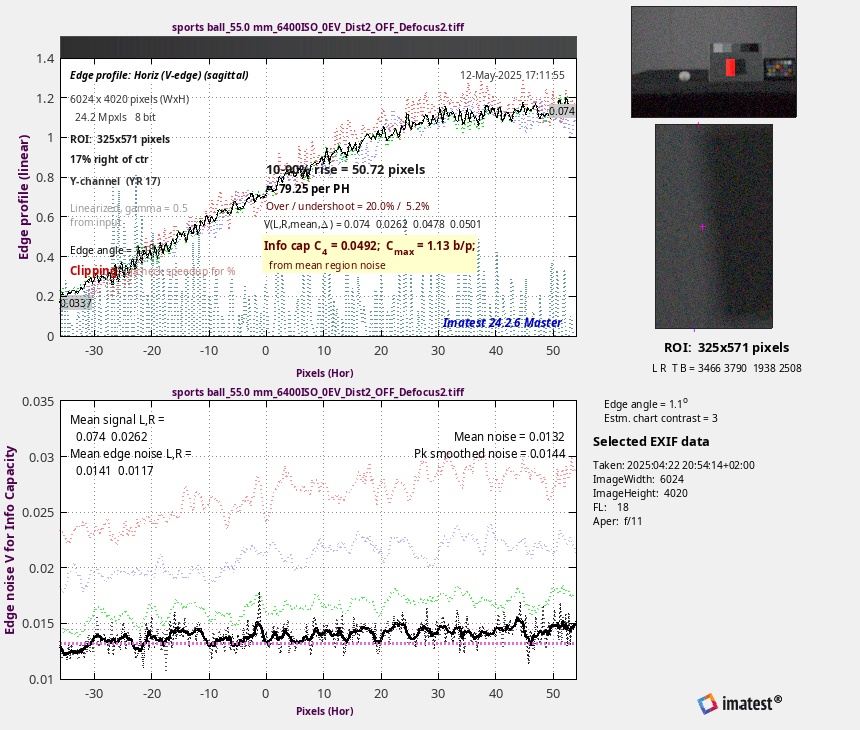 sports ball_55.0 mm_6400ISO_0EV_Dist2_OFF_Defocus2.tiff
Edge profile: Horiz (V-edge) (sagittal)
12-May-2025 17:11:55
6024 x 4020 pixels (WxH)
24.2 Mpxls 8 bit
ROI: 325x571 pixels
17% right of ctr
Y-channel (YR 17)
Linearized, gamma = 0.5
from input
Edge angle =
Clipping
speedup for %
10-90% rise = 50.72 pixels
= 79.25 per PH
Over / undershoot = 20.0% / 5.2%
V(L,R,mean,Δ) = 0.074 0.0262 0.0478 0.0501
Info cap C4 = 0.0492; Cmax = 1.13 b/p;
from mean region noise
0.074
0.0337
Imatest 24.2.6 Master
Edge profile (linear)
1.4
1.2
1
0.8
0.6
0.4
0.2
0
-30 -20 -10 0 10 20 30 40 50
Pixels (Hor)
ROI: 325x571 pixels
L R T B = 3466 3790 1938 2508
sports ball_55.0 mm_6400ISO_0EV_Dist2_OFF_Defocus2.tiff
Mean signal L,R =
0.074 0.0262
Mean edge noise L,R =
0.0141 0.0117
Mean noise = 0.0132
Pk smoothed noise = 0.0144
Edge noise V for Info Capacity
0.035
0.03
0.025
0.02
0.015
0.01
-30 -20 -10 0 10 20 30 40 50
Pixels (Hor)
Edge angle = 1.1o
Estm. chart contrast = 3
Selected EXIF data
Taken: 2025:04:22 20:54:14+02:00
ImageWidth: 6024
ImageHeight: 4020
FL: 18
Aper: f/11
imatest®